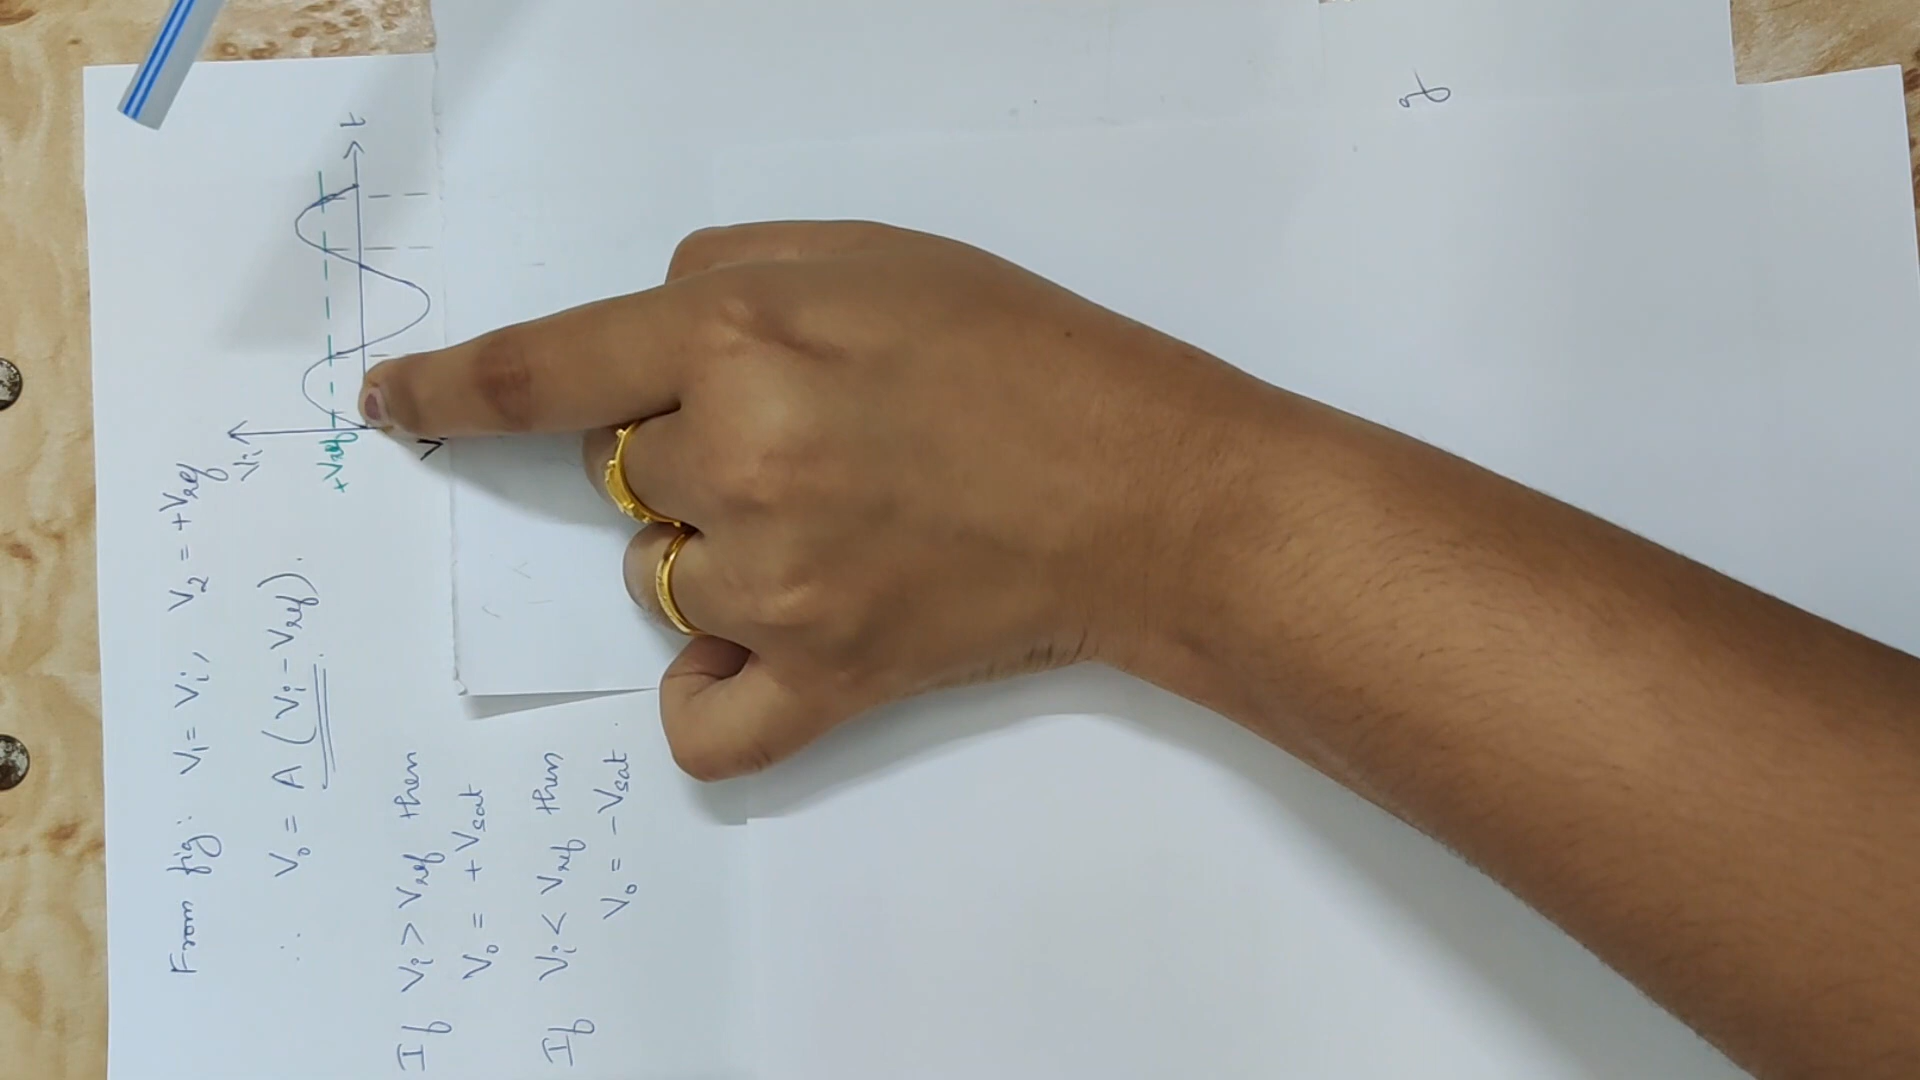 From fig: V₁ = Vi, V₂ = +Vref
∴ V₀ = A (Vi - Vref).
If Vi > Vref then
V₀ = + Vsat
If Vi < Vref then
V₀ = - Vsat.
Vi
+Vref
t